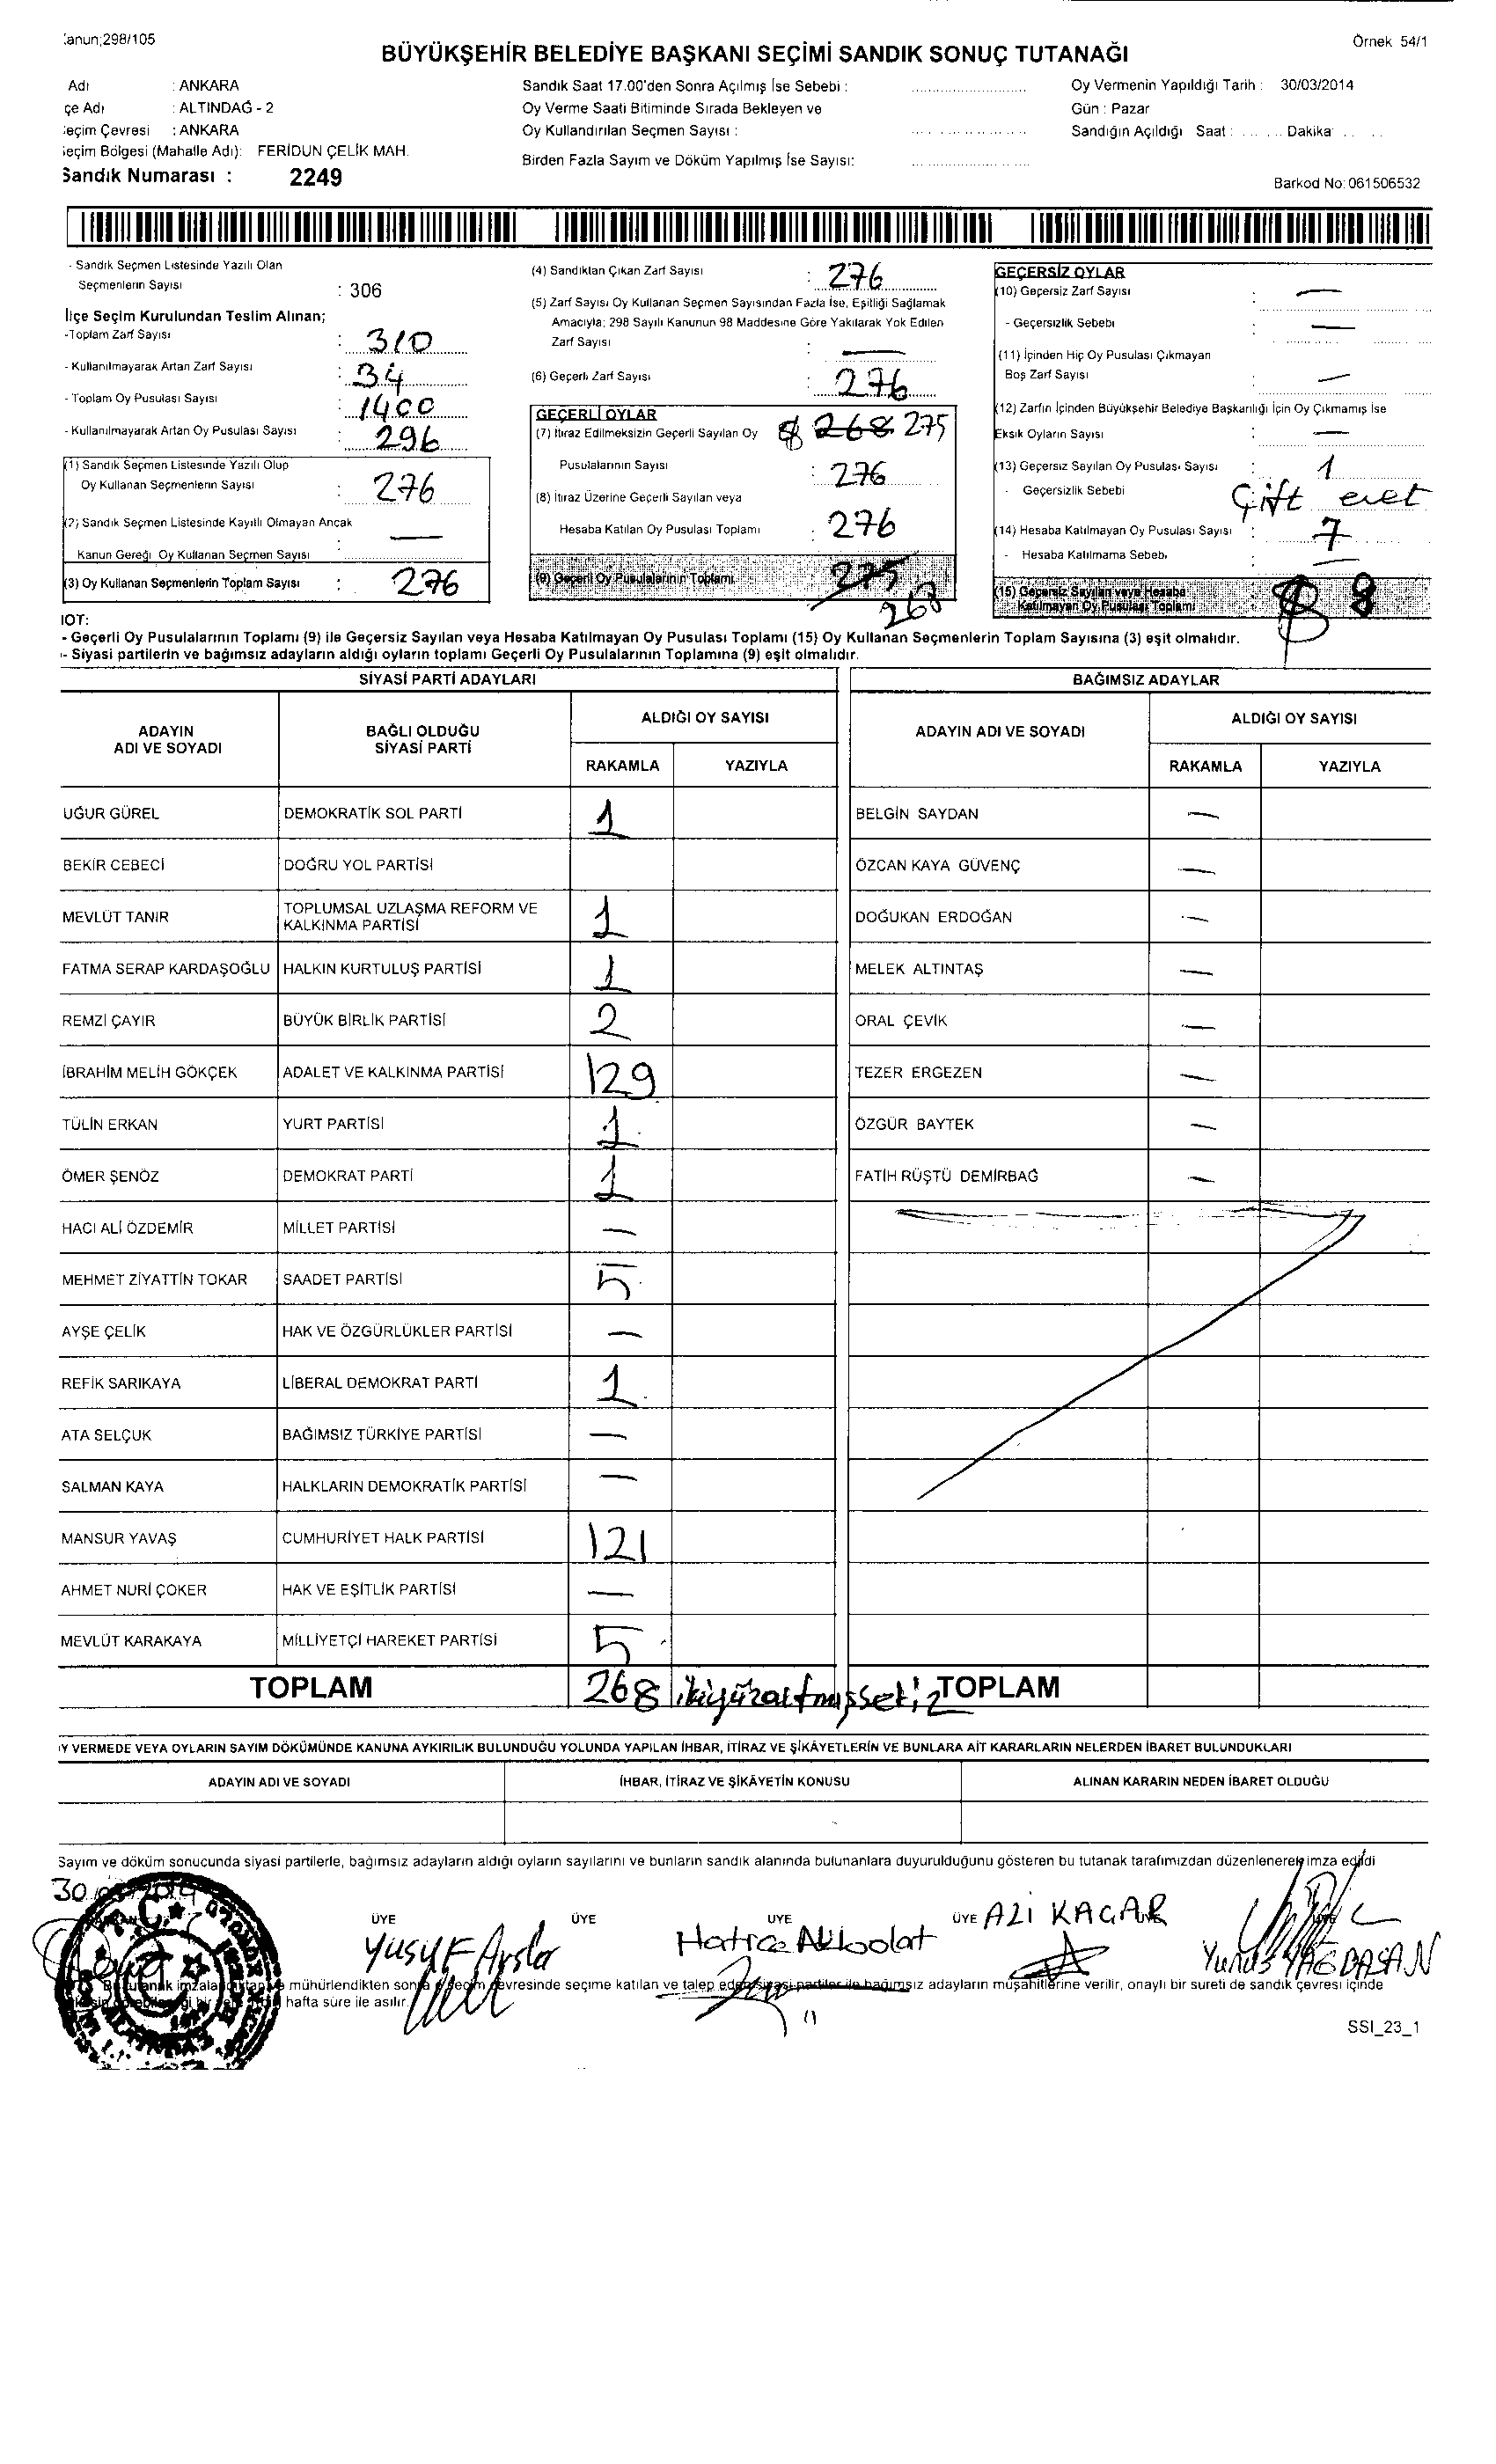 anun;298/105
Örnek 54/1
BÜYÜKŞEHİR BELEDİYE BAŞKANI SEÇİMİ SANDIK SONUÇ TUTANAĞI
Adı : ANKARA
çe Adı : ALTINDAĞ - 2
eçim Çevresi : ANKARA
eçim Bölgesi (Mahalle Adı): FERİDUN ÇELİK MAH.
Sandık Numarası : 2249
Sandık Saat 17.00'den Sonra Açılmış İse Sebebi :
Oy Verme Saati Bitiminde Sırada Bekleyen ve
Oy Kullandırılan Seçmen Sayısı :
Birden Fazla Sayım ve Döküm Yapılmış İse Sayısı:
Oy Vermenin Yapıldığı Tarih : 30/03/2014
Gün : Pazar
Sandığın Açıldığı Saat : Dakika
Barkod No: 061506532
- Sandık Seçmen Listesinde Yazılı Olan
Seçmenlerin Sayısı : 306
İlçe Seçim Kurulundan Teslim Alınan;
-Toplam Zarf Sayısı : 310
- Kullanılmayarak Artan Zarf Sayısı : 34
- Toplam Oy Pusulası Sayısı : 1400
- Kullanılmayarak Artan Oy Pusulası Sayısı : 296
(1) Sandık Seçmen Listesinde Yazılı Olup
Oy Kullanan Seçmenlerin Sayısı : 276
(2) Sandık Seçmen Listesinde Kayıtlı Olmayan Ancak
Kanun Gereği Oy Kullanan Seçmen Sayısı : —
(3) Oy Kullanan Seçmenlerin Toplam Sayısı : 276
(4) Sandıktan Çıkan Zarf Sayısı : 276
(5) Zarf Sayısı Oy Kullanan Seçmen Sayısından Fazla İse, Eşitliği Sağlamak
Amacıyla; 298 Sayılı Kanunun 98 Maddesine Göre Yakılarak Yok Edilen
Zarf Sayısı : —
(6) Geçerli Zarf Sayısı : 276
GEÇERLİ OYLAR
(7) İtiraz Edilmeksizin Geçerli Sayılan Oy 268 275
Pusulalarının Sayısı : 276
(8) İtiraz Üzerine Geçerli Sayılan veya
Hesaba Katılan Oy Pusulası Toplamı : 276
(9) Geçerli Oy Pusulalarının Toplamı 275
268
GEÇERSİZ OYLAR
(10) Geçersiz Zarf Sayısı : —
- Geçersizlik Sebebi : —
(11) İçinden Hiç Oy Pusulası Çıkmayan
Boş Zarf Sayısı : —
(12) Zarfın İçinden Büyükşehir Belediye Başkanlığı İçin Oy Çıkmamış İse
Eksik Oyların Sayısı : —
(13) Geçersiz Sayılan Oy Pusulası Sayısı : 1
- Geçersizlik Sebebi Çift evet
(14) Hesaba Katılmayan Oy Pusulası Sayısı : 7
- Hesaba Katılmama Sebebi : —
(15) Geçersiz Sayılan veya Hesaba
Katılmayan Oy Pusulası Toplamı : 8 8
NOT:
- Geçerli Oy Pusulalarının Toplamı (9) ile Geçersiz Sayılan veya Hesaba Katılmayan Oy Pusulası Toplamı (15) Oy Kullanan Seçmenlerin Toplam Sayısına (3) eşit olmalıdır.
- Siyasi partilerin ve bağımsız adayların aldığı oyların toplamı Geçerli Oy Pusulalarının Toplamına (9) eşit olmalıdır.
SİYASİ PARTİ ADAYLARI
ADAYIN ADI VE SOYADI BAĞLI OLDUĞU SİYASİ PARTİ ALDIĞI OY SAYISI
RAKAMLA YAZIYLA
UĞUR GÜREL DEMOKRATİK SOL PARTİ 1
BEKİR CEBECİ DOĞRU YOL PARTİSİ
MEVLÜT TANIR TOPLUMSAL UZLAŞMA REFORM VE KALKINMA PARTİSİ 1
FATMA SERAP KARDAŞOĞLU HALKIN KURTULUŞ PARTİSİ 1
REMZİ ÇAYIR BÜYÜK BİRLİK PARTİSİ 2
İBRAHİM MELİH GÖKÇEK ADALET VE KALKINMA PARTİSİ 129
TÜLİN ERKAN YURT PARTİSİ 1
ÖMER ŞENÖZ DEMOKRAT PARTİ 1
HACI ALİ ÖZDEMİR MİLLET PARTİSİ —
MEHMET ZİYATTİN TOKAR SAADET PARTİSİ 5
AYŞE ÇELİK HAK VE ÖZGÜRLÜKLER PARTİSİ —
REFİK SARIKAYA LİBERAL DEMOKRAT PARTİ 1
ATA SELÇUK BAĞIMSIZ TÜRKİYE PARTİSİ —
SALMAN KAYA HALKLARIN DEMOKRATİK PARTİSİ —
MANSUR YAVAŞ CUMHURİYET HALK PARTİSİ 121
AHMET NURİ ÇOKER HAK VE EŞİTLİK PARTİSİ —
MEVLÜT KARAKAYA MİLLİYETÇİ HAREKET PARTİSİ 5
TOPLAM 268 ikiyüzaltmışsekiz
BAĞIMSIZ ADAYLAR
ADAYIN ADI VE SOYADI ALDIĞI OY SAYISI
RAKAMLA YAZIYLA
BELGİN SAYDAN —
ÖZCAN KAYA GÜVENÇ —
DOĞUKAN ERDOĞAN —
MELEK ALTINTAŞ —
ORAL ÇEVİK —
TEZER ERGEZEN —
ÖZGÜR BAYTEK —
FATİH RÜŞTÜ DEMİRBAĞ —
TOPLAM
Y VERMEDE VEYA OYLARIN SAYIM DÖKÜMÜNDE KANUNA AYKIRILIK BULUNDUĞU YOLUNDA YAPILAN İHBAR, İTİRAZ VE ŞİKÂYETLERİN VE BUNLARA AİT KARARLARIN NELERDEN İBARET BULUNDUKLARI
ADAYIN ADI VE SOYADI İHBAR, İTİRAZ VE ŞİKÂYETİN KONUSU ALINAN KARARIN NEDEN İBARET OLDUĞU
Sayım ve döküm sonucunda siyasi partilerle, bağımsız adayların aldığı oyların sayılarını ve bunların sandık alanında bulunanlara duyurulduğunu gösteren bu tutanak tarafımızdan düzenlenerek imza edildi
30
ÜYE ÜYE ÜYE ÜYE
Yusuf Arslan Hatice Akbolat ALİ KAÇAR Yunus YAĞBASAN
Bu tutanak imzalandıktan ve mühürlendikten sonra seçim çevresinde seçime katılan ve talep eden siyasi partiler ile bağımsız adayların müşahitlerine verilir, onaylı bir sureti de sandık çevresi içinde
hafta süre ile asılır.
SSI_23_1